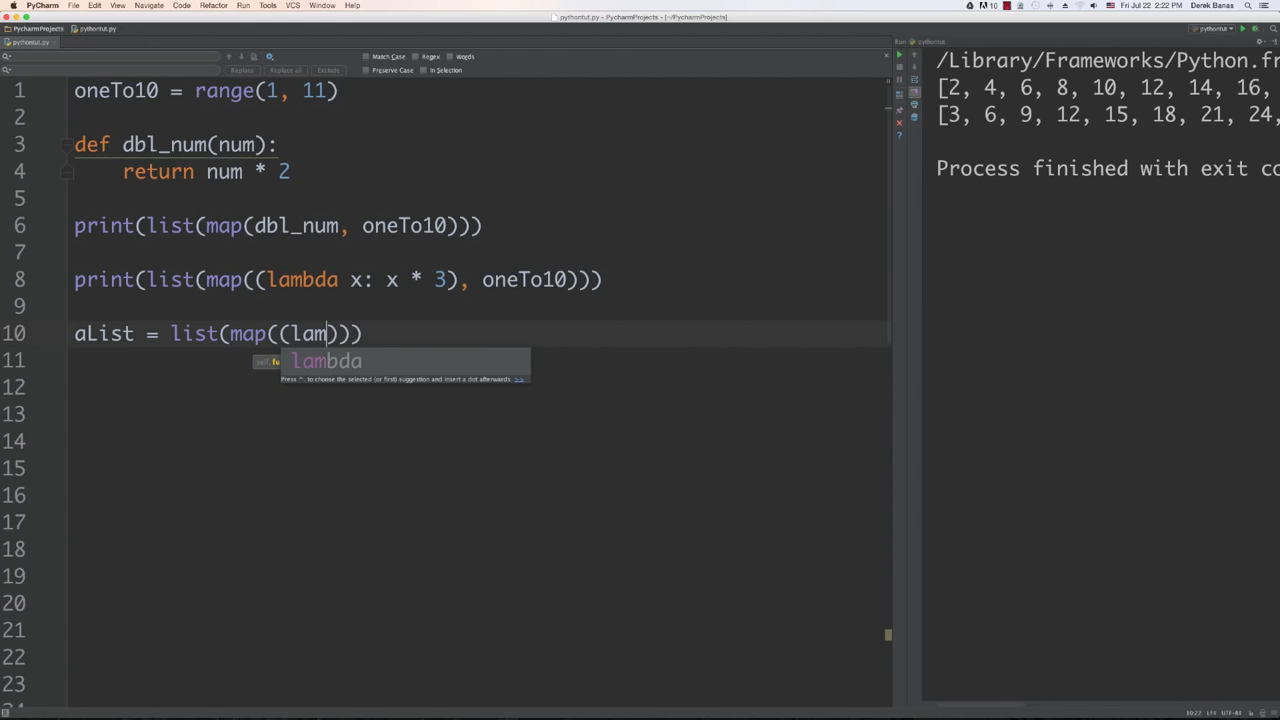 PyCharm File Edit View Navigate Code Refactor Run Tools VCS Window Help
10 Fri Jul 22 2:22 PM Derek Banas
pythontut.py - PycharmProjects - [~/PycharmProjects]
PycharmProjects pythontut.py
pythontut
pythontut.py
Run pythontut
Match Case Regex Words
Replace Replace all Exclude Preserve Case In Selection
1 oneTo10 = range(1, 11)
2
3 def dbl_num(num):
4 return num * 2
5
6 print(list(map(dbl_num, oneTo10)))
7
8 print(list(map((lambda x: x * 3), oneTo10)))
9
10 aList = list(map((lam)))
11
self.fu
lambda
Press ^. to choose the selected (or first) suggestion and insert a dot afterwards >>
12
13
14
15
16
17
18
19
20
21
22
23
/Library/Frameworks/Python.fr
[2, 4, 6, 8, 10, 12, 14, 16,
[3, 6, 9, 12, 15, 18, 21, 24,
Process finished with exit co
10:22 LF≠ UTF-8≠